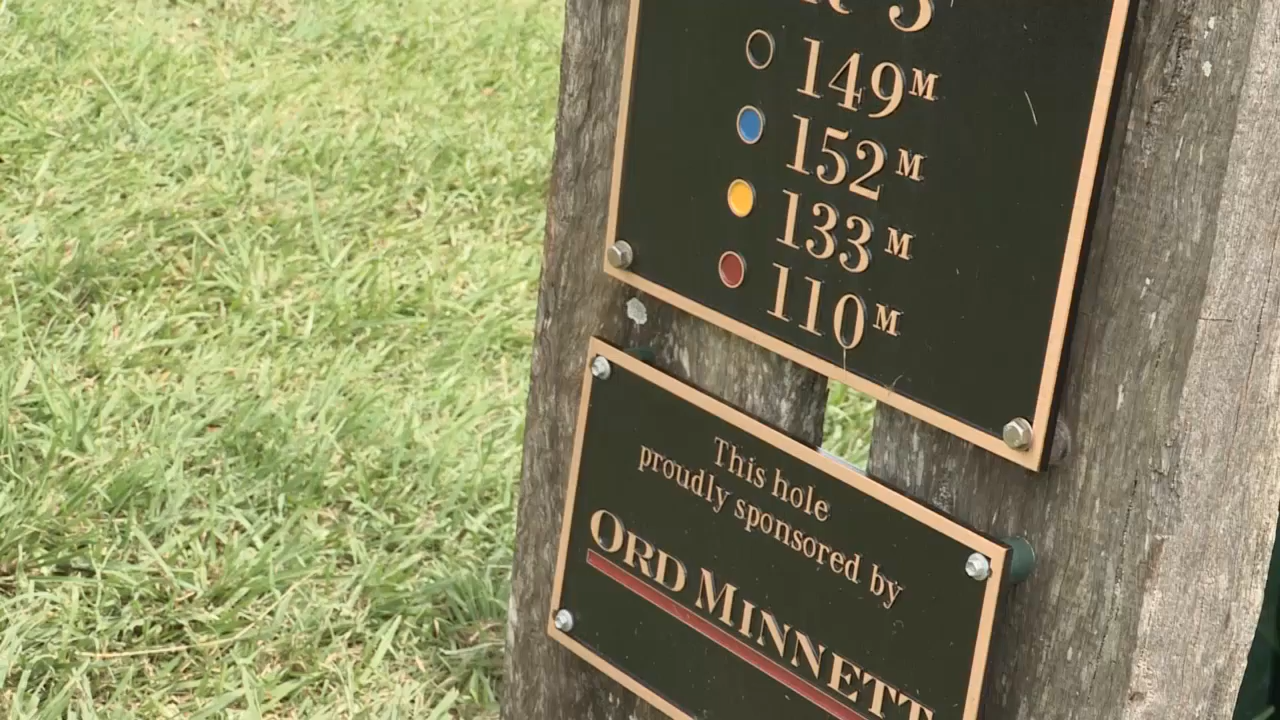 149M
152M
133M
110M
This hole
proudly sponsored by
ORD MINNETT